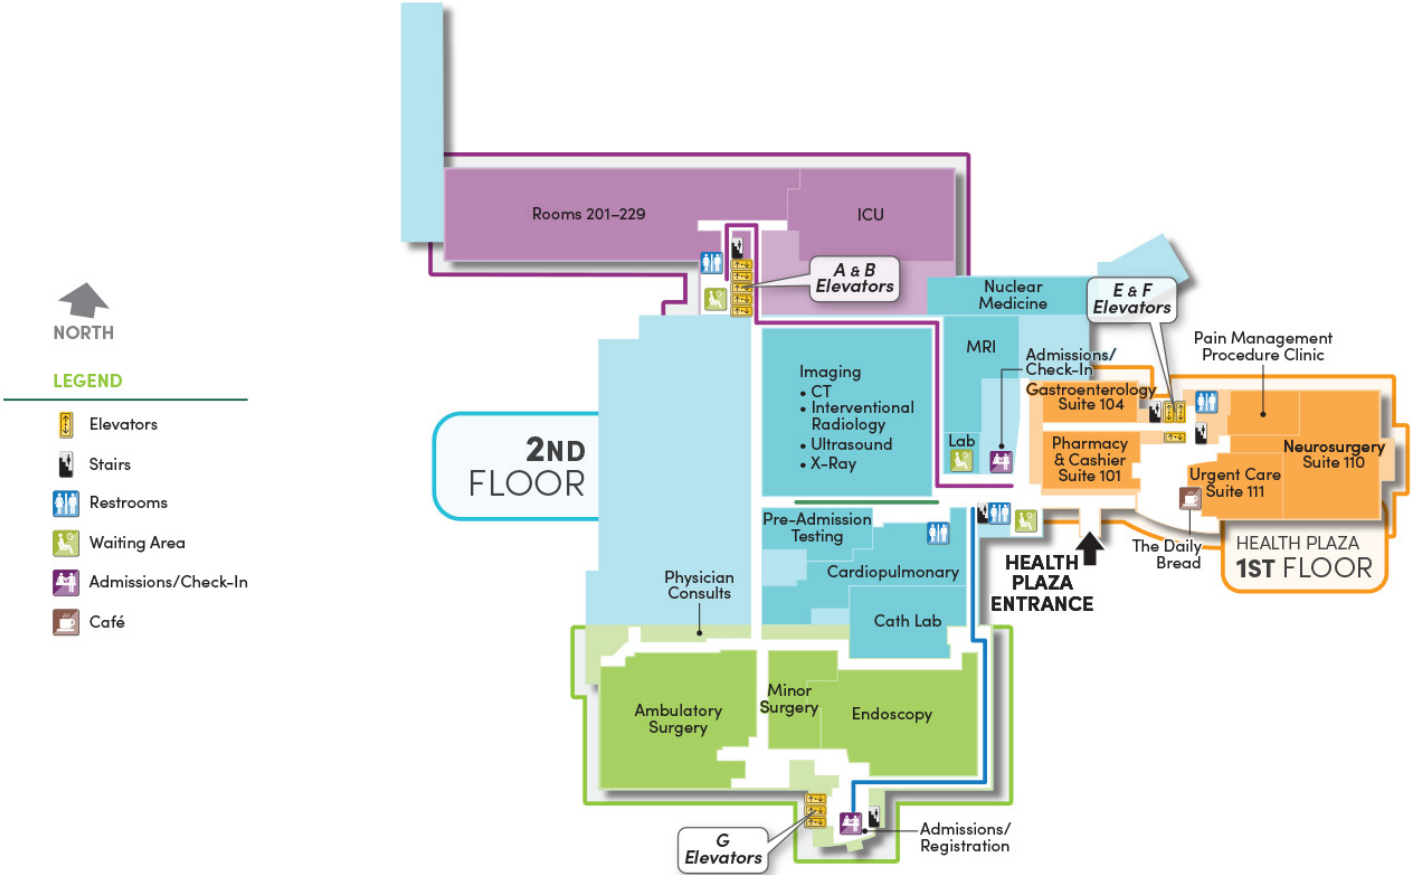 Rooms 201–229
ICU
A & B
Elevators
Nuclear
Medicine
E & F
Elevators
NORTH
LEGEND
Elevators
Stairs
Restrooms
Waiting Area
Admissions/Check-In
Café
2ND
FLOOR
Imaging
• CT
• Interventional
Radiology
• Ultrasound
• X-Ray
MRI
Lab
Admissions/
Check-In
Gastroenterology
Suite 104
Pharmacy
& Cashier
Suite 101
Pain Management
Procedure Clinic
Neurosurgery
Suite 110
Urgent Care
Suite 111
The Daily
Bread
HEALTH PLAZA
1ST FLOOR
HEALTH
PLAZA
ENTRANCE
Pre-Admission
Testing
Cardiopulmonary
Cath Lab
Physician
Consults
Ambulatory
Surgery
Minor
Surgery
Endoscopy
G
Elevators
Admissions/
Registration